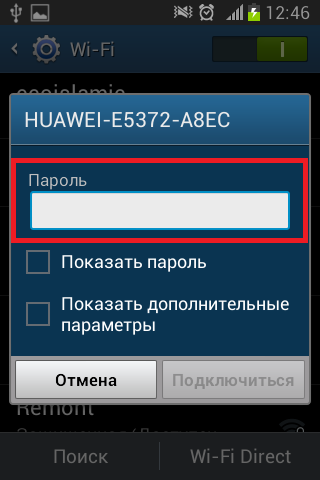 12:46
Wi-Fi
HUAWEI-E5372-A8EC
Пароль
Показать пароль
Показать дополнительные
параметры
Отмена
Подключиться
Remont
Поиск
Wi-Fi Direct